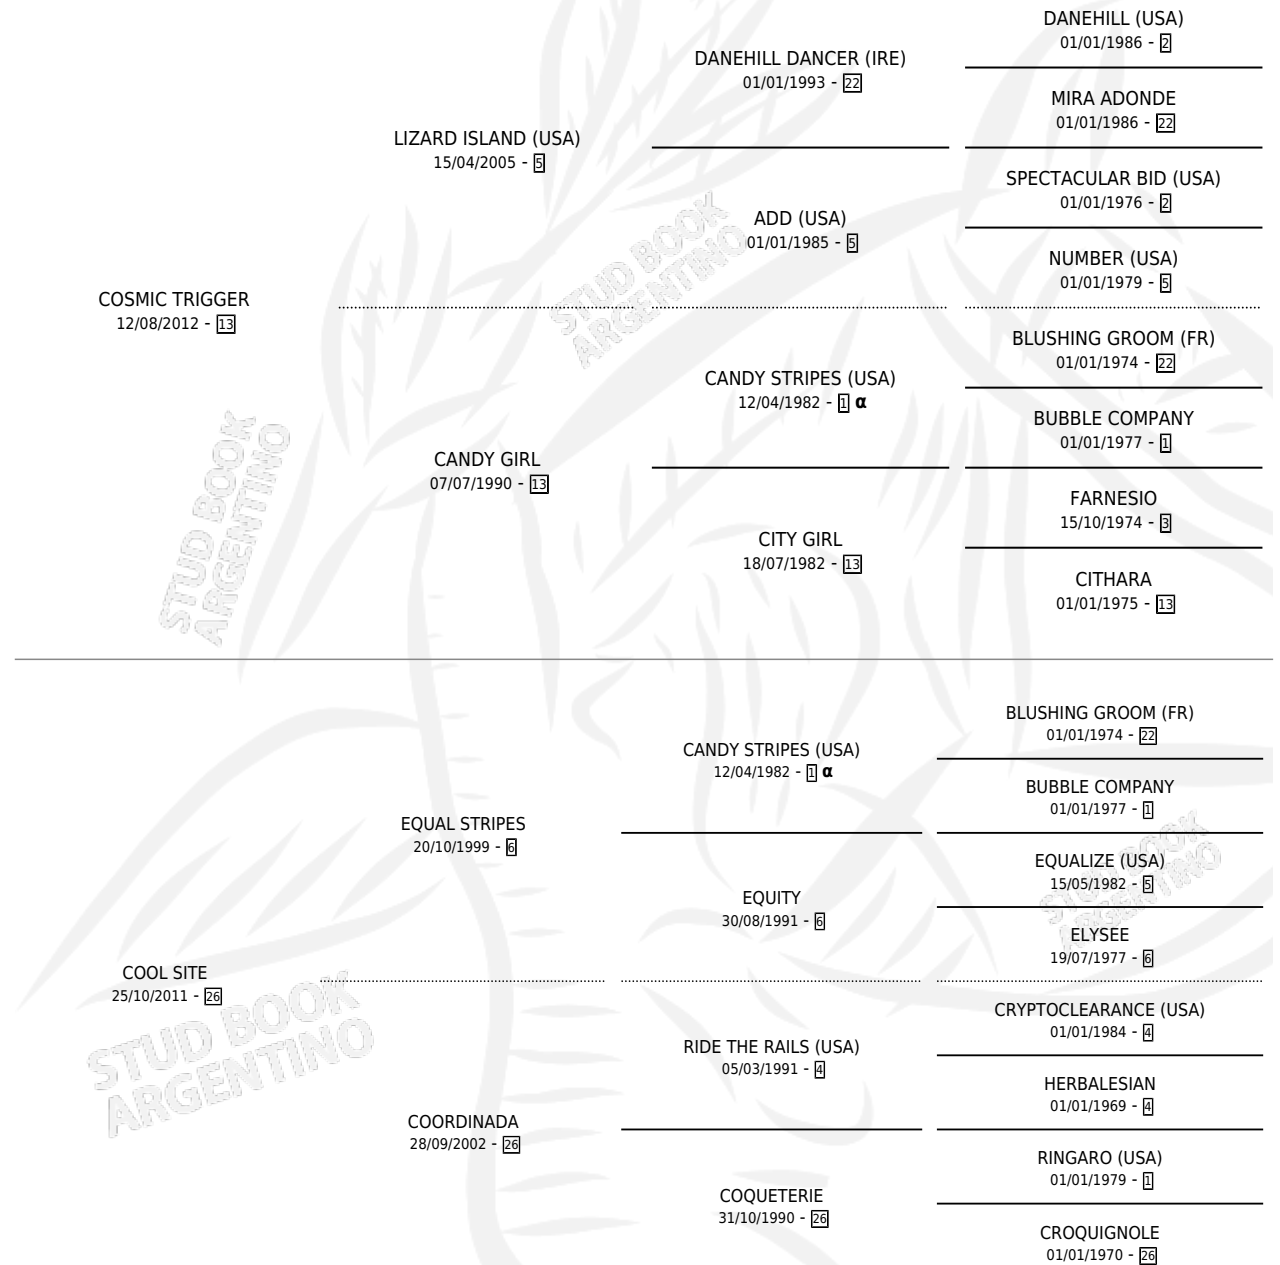 DANEHILL (USA)
01/01/1986 - 2
DANEHILL DANCER (IRE)
01/01/1993 - 22
MIRA ADONDE
01/01/1986 - 22
LIZARD ISLAND (USA)
15/04/2005 - 5
SPECTACULAR BID (USA)
01/01/1976 - 2
ADD (USA)
01/01/1985 - 5
NUMBER (USA)
01/01/1979 - 5
STUD BOOK
ARGENTINO
COSMIC TRIGGER
12/08/2012 - 13
BLUSHING GROOM (FR)
01/01/1974 - 22
CANDY STRIPES (USA)
12/04/1982 - 1 α
BUBBLE COMPANY
01/01/1977 - 1
CANDY GIRL
07/07/1990 - 13
FARNESIO
15/10/1974 - 3
CITY GIRL
18/07/1982 - 13
CITHARA
01/01/1975 - 13
STUD BOOK
ARGENTINO
BLUSHING GROOM (FR)
01/01/1974 - 22
CANDY STRIPES (USA)
12/04/1982 - 1 α
BUBBLE COMPANY
01/01/1977 - 1
EQUAL STRIPES
20/10/1999 - 6
EQUALIZE (USA)
15/05/1982 - 5
EQUITY
30/08/1991 - 6
ELYSEE
19/07/1977 - 6
STUD BOOK
ARGENTINO
COOL SITE
25/10/2011 - 26
CRYPTOCLEARANCE (USA)
01/01/1984 - 4
RIDE THE RAILS (USA)
05/03/1991 - 4
HERBALESIAN
01/01/1969 - 4
COORDINADA
28/09/2002 - 26
RINGARO (USA)
01/01/1979 - 1
COQUETERIE
31/10/1990 - 26
CROQUIGNOLE
01/01/1970 - 26
STUD BOOK
ARGENTINO